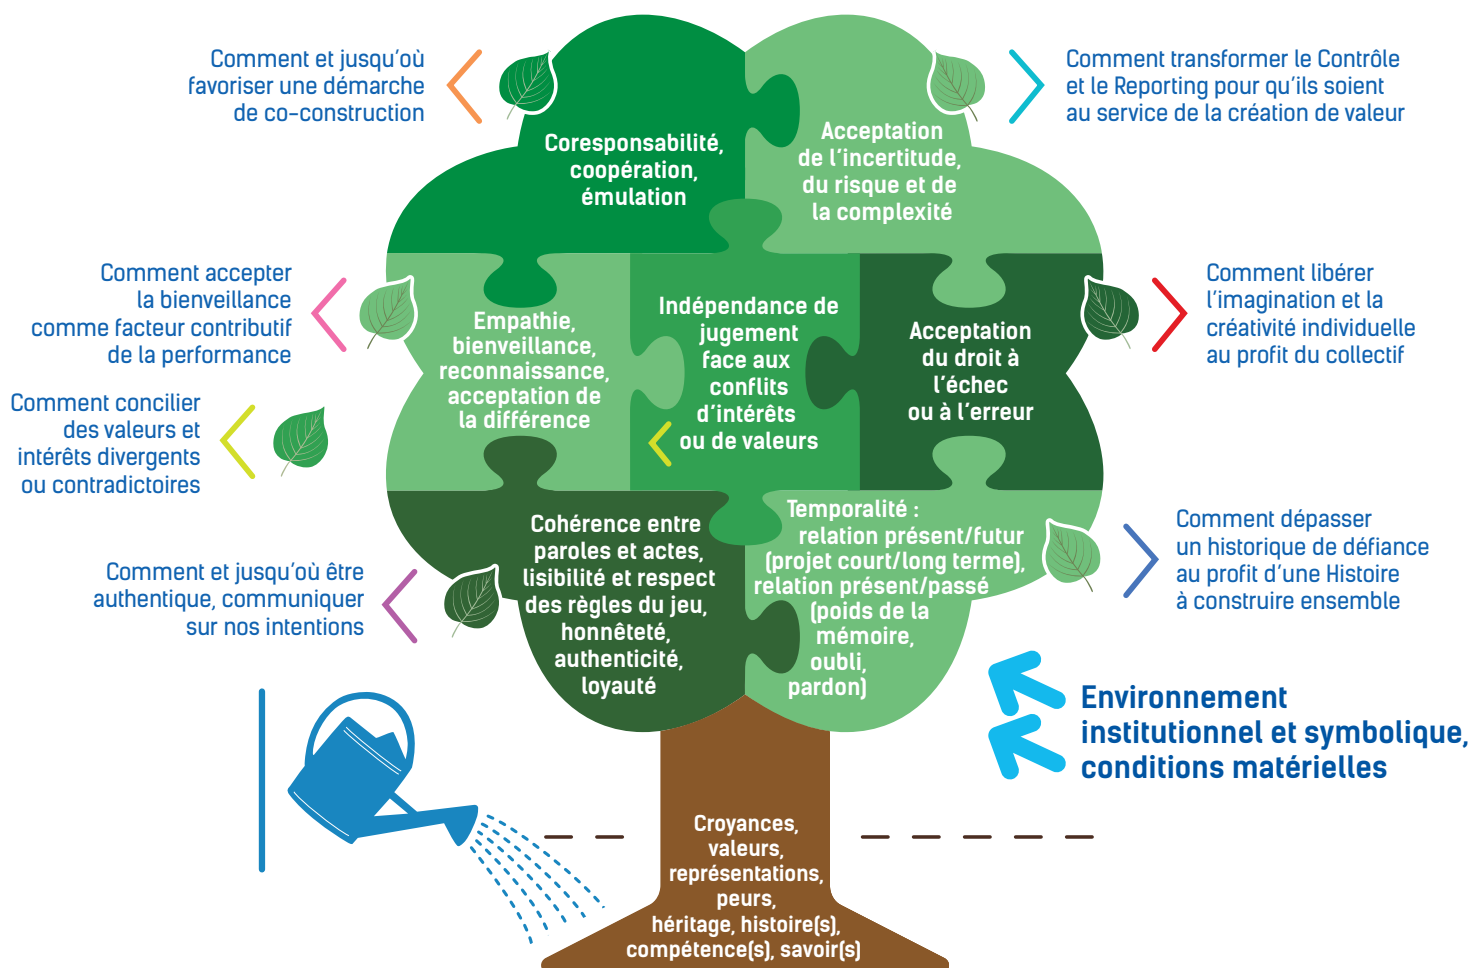 Comment et jusqu'où
favoriser une démarche
de co-construction
Comment transformer le Contrôle
et le Reporting pour qu'ils soient
au service de la création de valeur
Coresponsabilité,
coopération,
émulation
Acceptation
de l'incertitude,
du risque et de
la complexité
Comment accepter
la bienveillance
comme facteur contributif
de la performance
Empathie,
bienveillance,
reconnaissance,
acceptation de
la différence
Indépendance de
jugement
face aux
conflits
d'intérêts
ou de valeurs
Acceptation
du droit à
l'échec
ou à l'erreur
Comment libérer
l'imagination et la
créativité individuelle
au profit du collectif
Comment concilier
des valeurs et
intérêts divergents
ou contradictoires
Comment et jusqu'où être
authentique, communiquer
sur nos intentions
Cohérence entre
paroles et actes,
lisibilité et respect
des règles du jeu,
honnêteté,
authenticité,
loyauté
Temporalité :
relation présent/futur
(projet court/long terme),
relation présent/passé
(poids de la
mémoire,
oubli,
pardon)
Comment dépasser
un historique de défiance
au profit d'une Histoire
à construire ensemble
Environnement
institutionnel et symbolique,
conditions matérielles
Croyances,
valeurs,
représentations,
peurs,
héritage, histoire(s),
compétence(s), savoir(s)